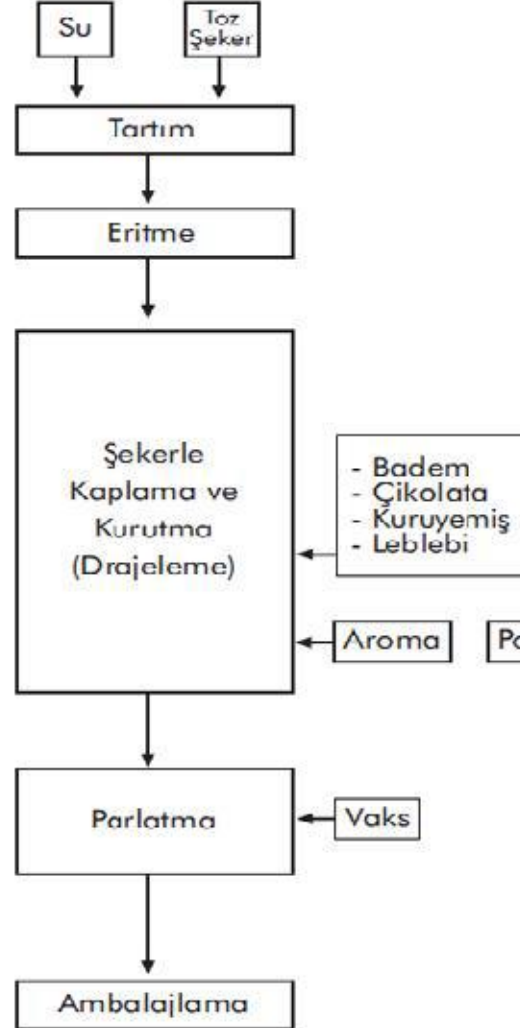 Su
Toz
Şeker
Tartım
Eritme
Şekerle
Kaplama ve
Kurutma
(Drajeleme)
- Badem
- Çikolata
- Kuruyemiş
- Leblebi
Aroma
Parlatma
Vaks
Ambalajlama